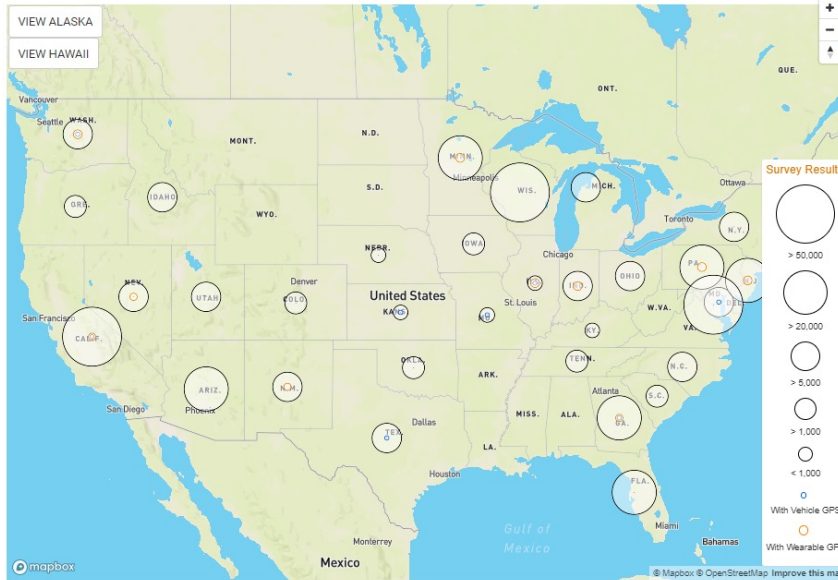 VIEW ALASKA
VIEW HAWAII
Vancouver
Seattle
WASH.
MONT.
N.D.
S.D.
ORE.
IDAHO
WYO.
ONT.
QUE.
MINN.
Minneapolis
WIS.
MICH.
Ottawa
Toronto
N.Y.
NEBR.
IOWA
Chicago
NEV.
UTAH
Denver
COLO.
United States
KANS.
St. Louis
IND.
OHIO
PA.
N.J.
MD.
DEL.
W.VA.
VA.
KY.
San Francisco
CALIF.
San Diego
ARIZ.
Phoenix
N.M.
OKLA.
ARK.
TENN.
N.C.
S.C.
Atlanta
GA.
MISS.
ALA.
TEX.
Dallas
LA.
Houston
FLA.
Miami
Gulf of
Mexico
Monterrey
Bahamas
Mexico
Survey Result
> 50,000
> 20,000
> 5,000
> 1,000
< 1,000
With Vehicle GPS
With Wearable GP
mapbox
© Mapbox © OpenStreetMap Improve this ma